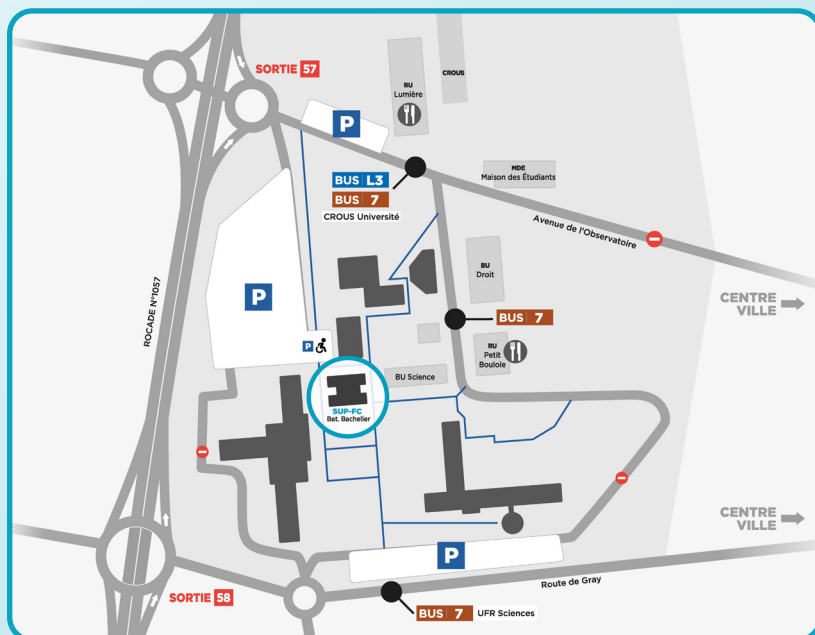 SORTIE 57
RU
Lumière
CROUS
P
BUS L3
BUS 7
CROUS Université
MDE
Maison des Étudiants
Avenue de l'Observatoire
BU
Droit
CENTRE
VILLE
P
ROCADE N°1057
BUS 7
P
RU
Petit
Bouloie
BU Science
SUP-FC
Bat. Bachelier
CENTRE
VILLE
P
Route de Gray
SORTIE 58
BUS 7 UFR Sciences